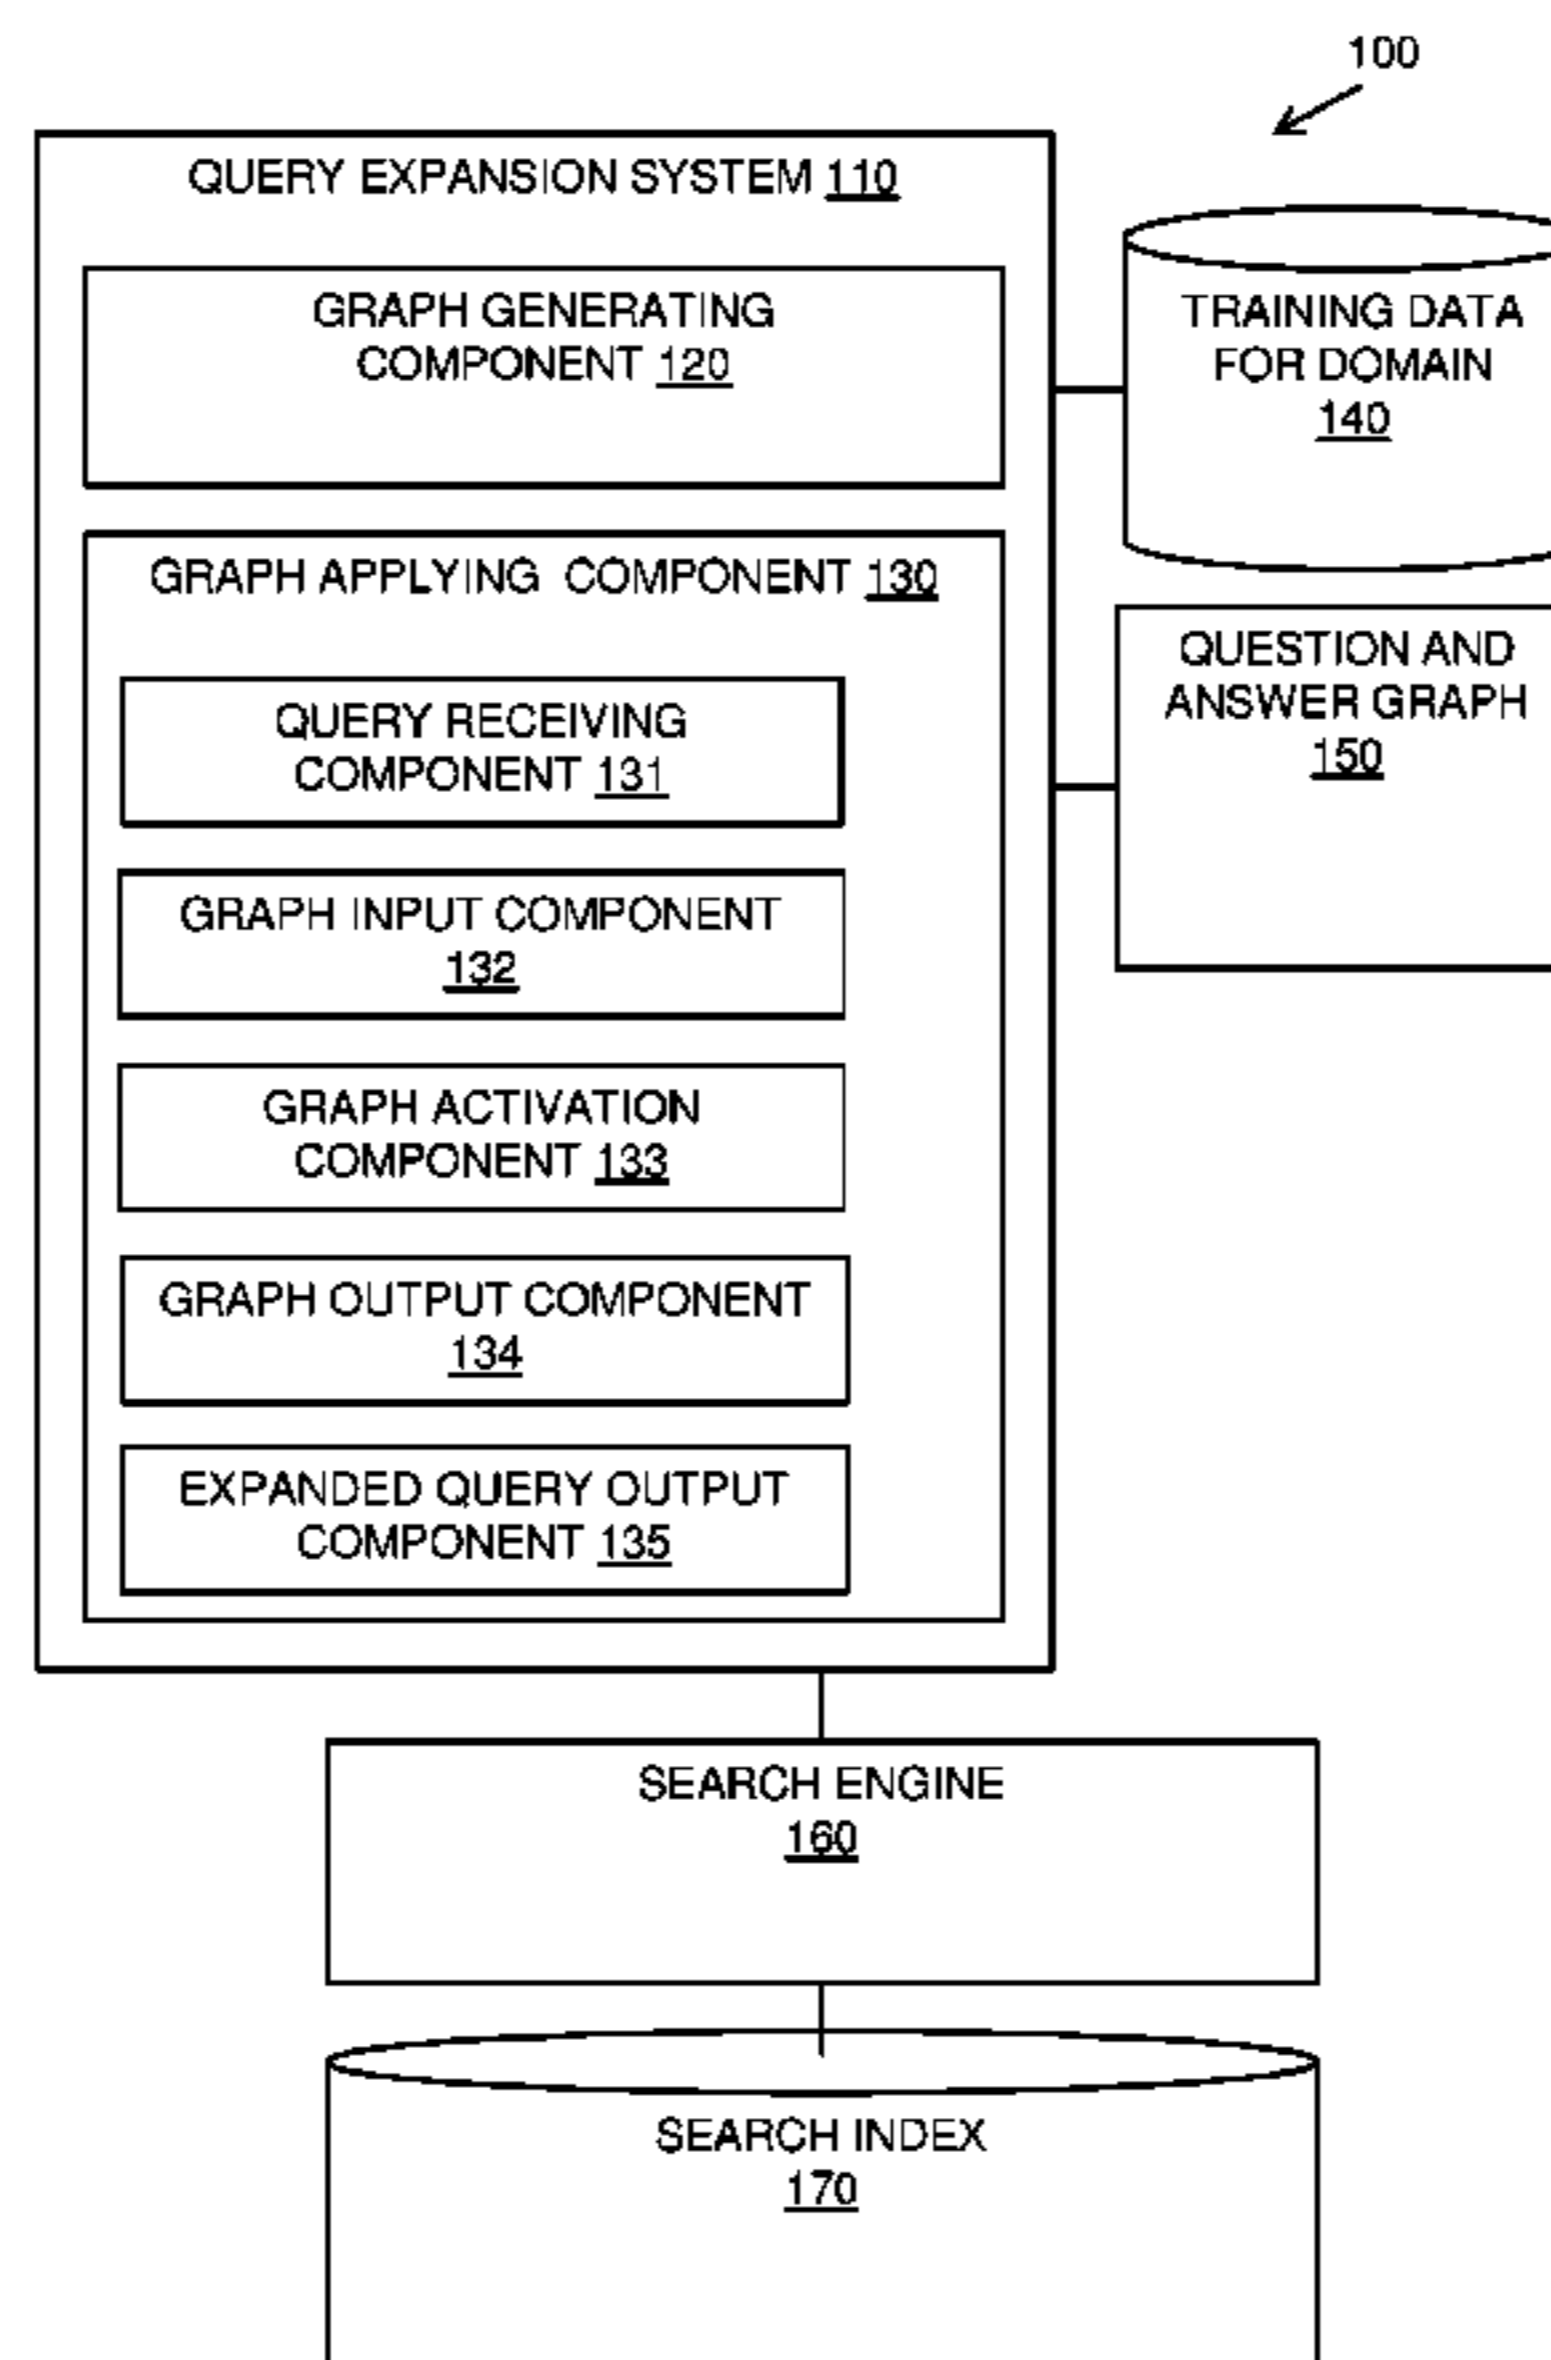 100
QUERY EXPANSION SYSTEM 110
GRAPH GENERATING
COMPONENT 120
GRAPH APPLYING COMPONENT 130
QUERY RECEIVING
COMPONENT 131
GRAPH INPUT COMPONENT
132
GRAPH ACTIVATION
COMPONENT 133
GRAPH OUTPUT COMPONENT
134
EXPANDED QUERY OUTPUT
COMPONENT 135
TRAINING DATA
FOR DOMAIN
140
QUESTION AND
ANSWER GRAPH
150
SEARCH ENGINE
160
SEARCH INDEX
170